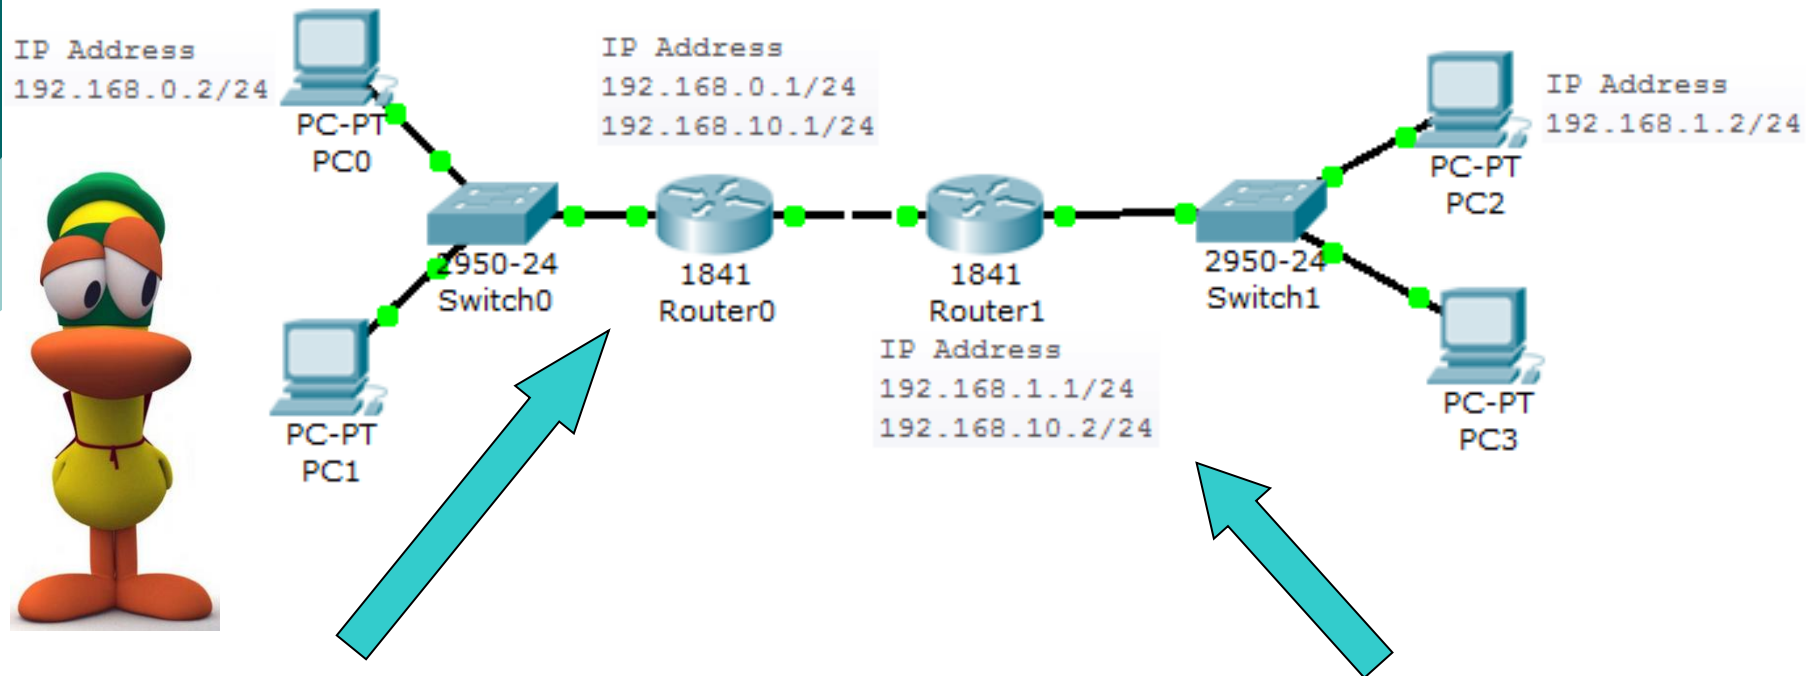 IP Address
192.168.0.2/24
PC-PT
PC0
IP Address
192.168.0.1/24
192.168.10.1/24
IP Address
192.168.1.2/24
PC-PT
PC2
2950-24
Switch0
1841
Router0
1841
Router1
2950-24
Switch1
IP Address
192.168.1.1/24
192.168.10.2/24
PC-PT
PC1
PC-PT
PC3